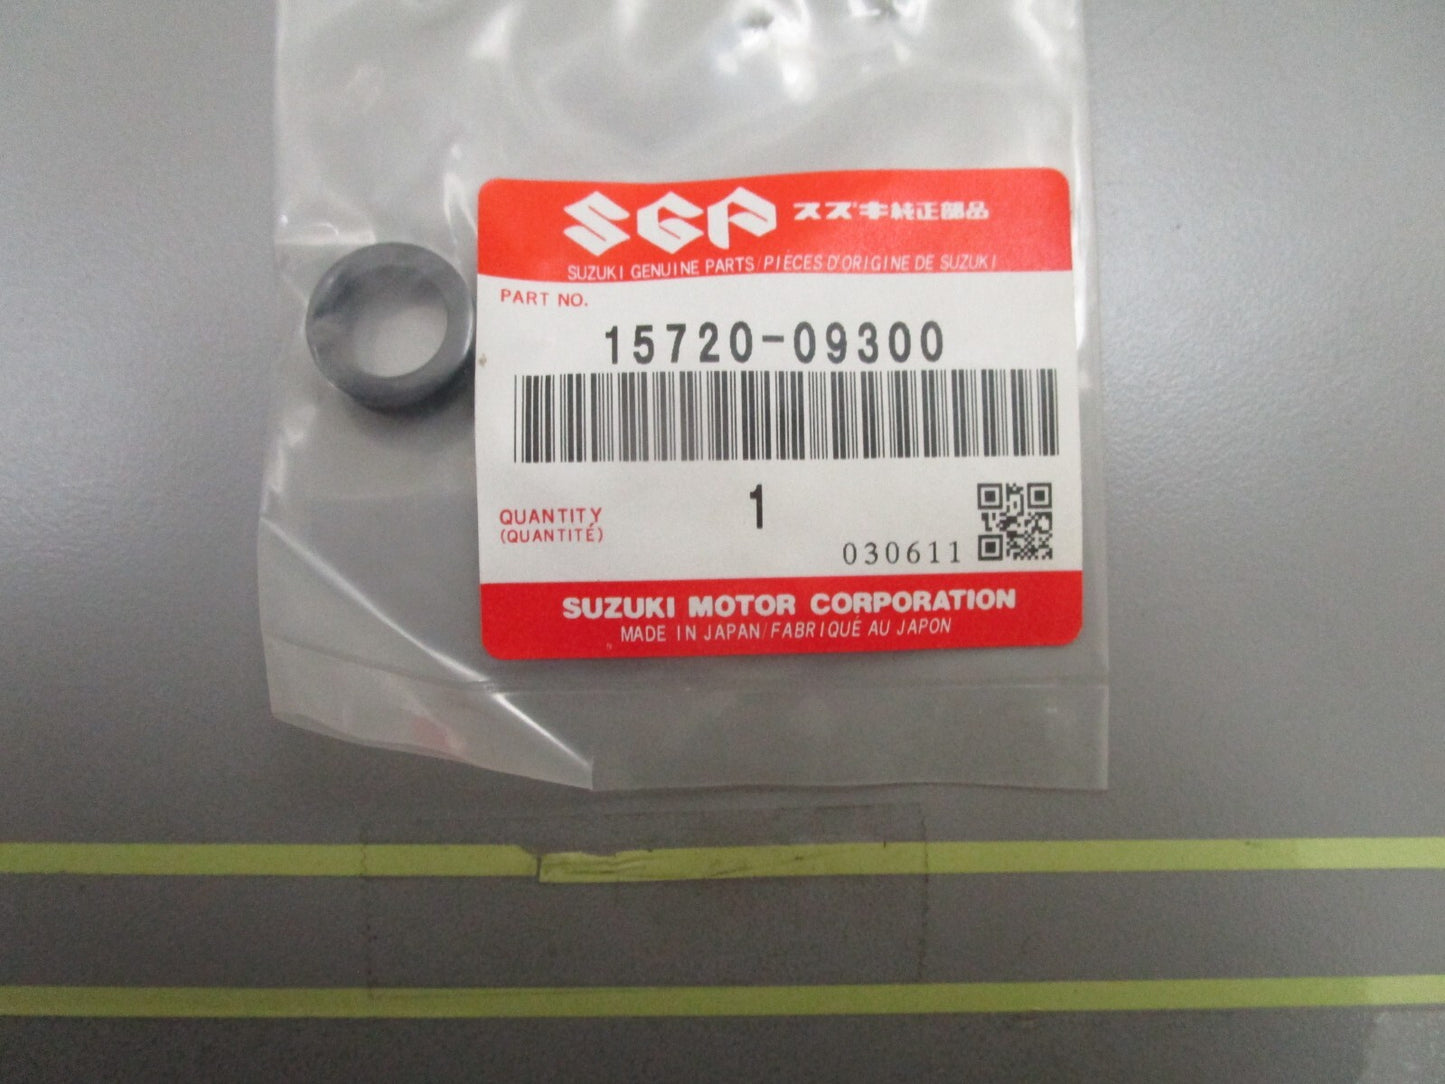 SGP スズキ純正部品
SUZUKI GENUINE PARTS/PIÈCES D'ORIGINE DE SUZUKI
PART NO.
15720-09300
1
QUANTITY
(QUANTITÉ)
030611
SUZUKI MOTOR CORPORATION
MADE IN JAPAN/FABRIQUÉ AU JAPON